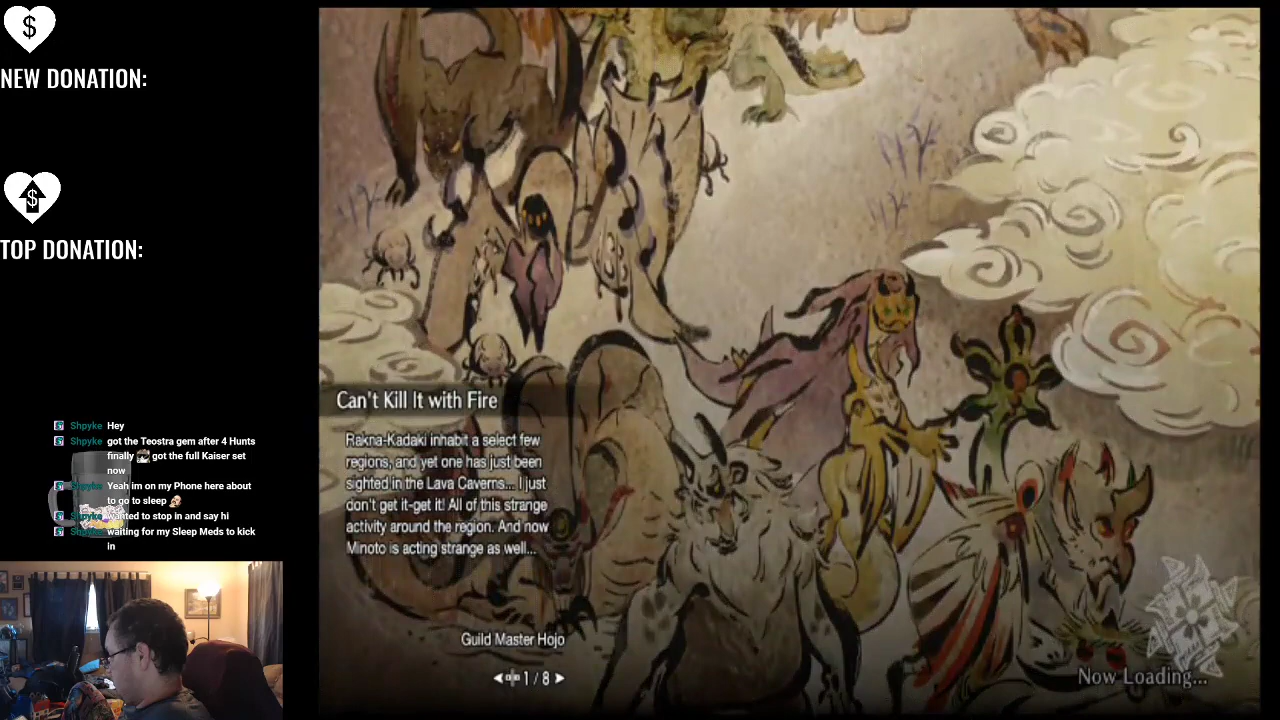 $
NEW DONATION:
$
TOP DONATION:
Shpyke Hey
Shpyke got the Teostra gem after 4 Hunts
finally got the full Kaiser set
now
Shpyke Yeah im on my Phone here about
to go to sleep
Shpyke wanted to stop in and say hi
Shpyke waiting for my Sleep Meds to kick
in
Can't Kill It with Fire
Rakna-Kadaki inhabit a select few
regions, and yet one has just been
sighted in the Lava Caverns... I just
don't get it-get it! All of this strange
activity around the region. And now
Minoto is acting strange as well...
Guild Master Hojo
1 / 8
Now Loading...